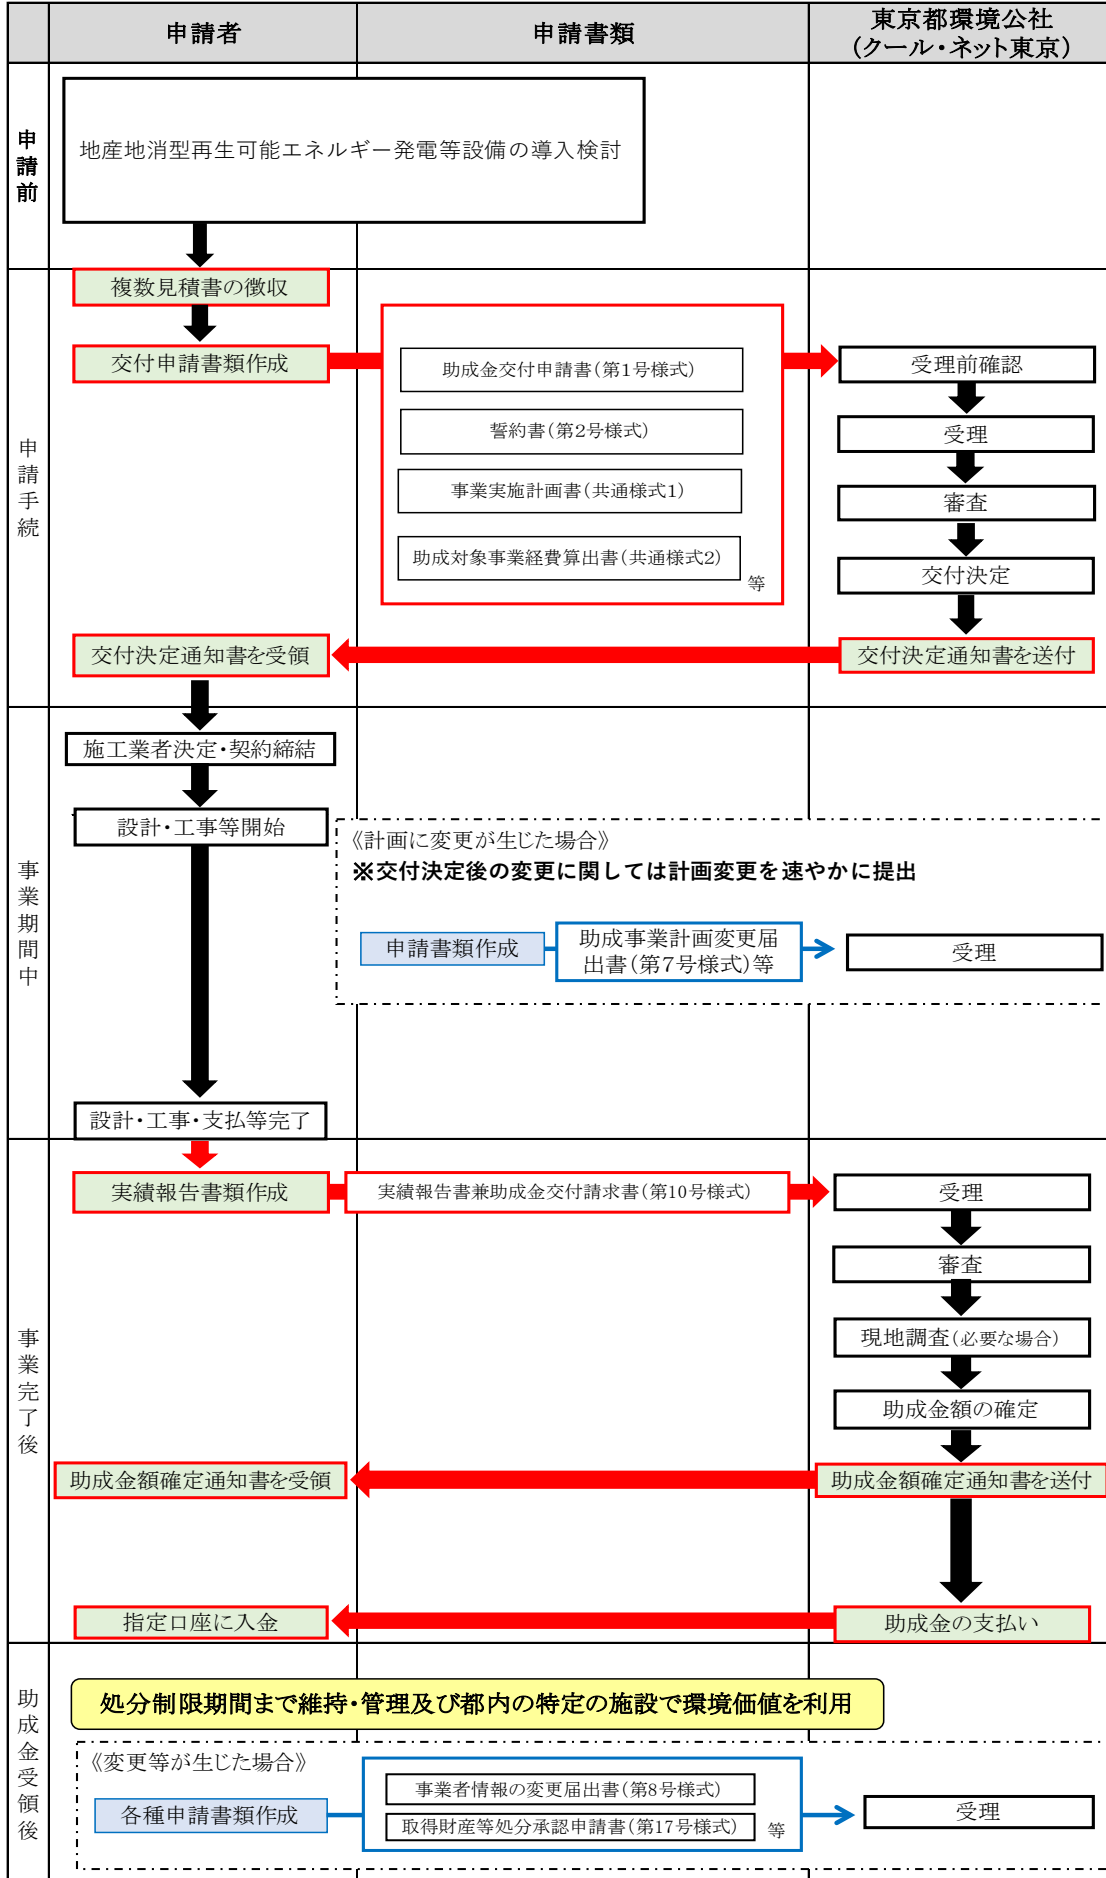 申請者
申請書類
東京都環境公社
(クール・ネット東京)
申請前
地産地消型再生可能エネルギー発電等設備の導入検討
申請手続
複数見積書の徴収
交付申請書類作成
助成金交付申請書(第1号様式)
誓約書(第2号様式)
事業実施計画書(共通様式1)
助成対象事業経費算出書(共通様式2)
等
受理前確認
受理
審査
交付決定
交付決定通知書を受領
交付決定通知書を送付
事業期間中
施工業者決定・契約締結
設計・工事等開始
《計画に変更が生じた場合》
※交付決定後の変更に関しては計画変更を速やかに提出
申請書類作成
助成事業計画変更届
出書(第7号様式)等
受理
設計・工事・支払等完了
事業完了後
実績報告書類作成
実績報告書兼助成金交付請求書(第10号様式)
受理
審査
現地調査(必要な場合)
助成金額の確定
助成金額確定通知書を受領
助成金額確定通知書を送付
指定口座に入金
助成金の支払い
助成金受領後
処分制限期間まで維持・管理及び都内の特定の施設で環境価値を利用
《変更等が生じた場合》
各種申請書類作成
事業者情報の変更届出書(第8号様式)
取得財産等処分承認申請書(第17号様式)
等
受理